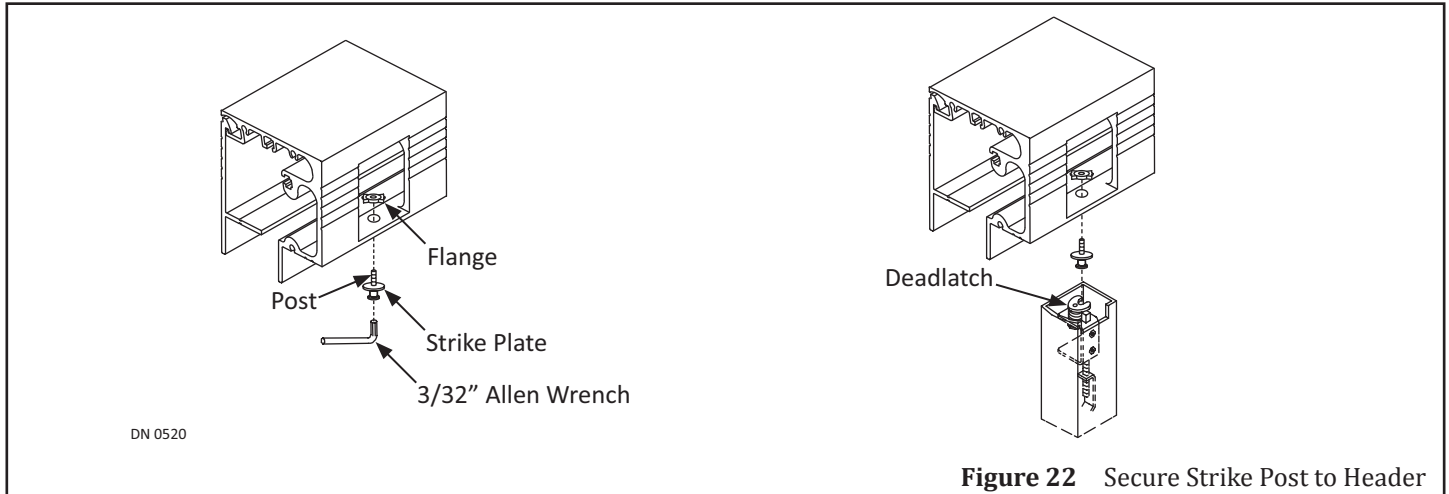 Flange
Post
Strike Plate
3/32” Allen Wrench
DN 0520
Deadlatch
Figure 22 Secure Strike Post to Header